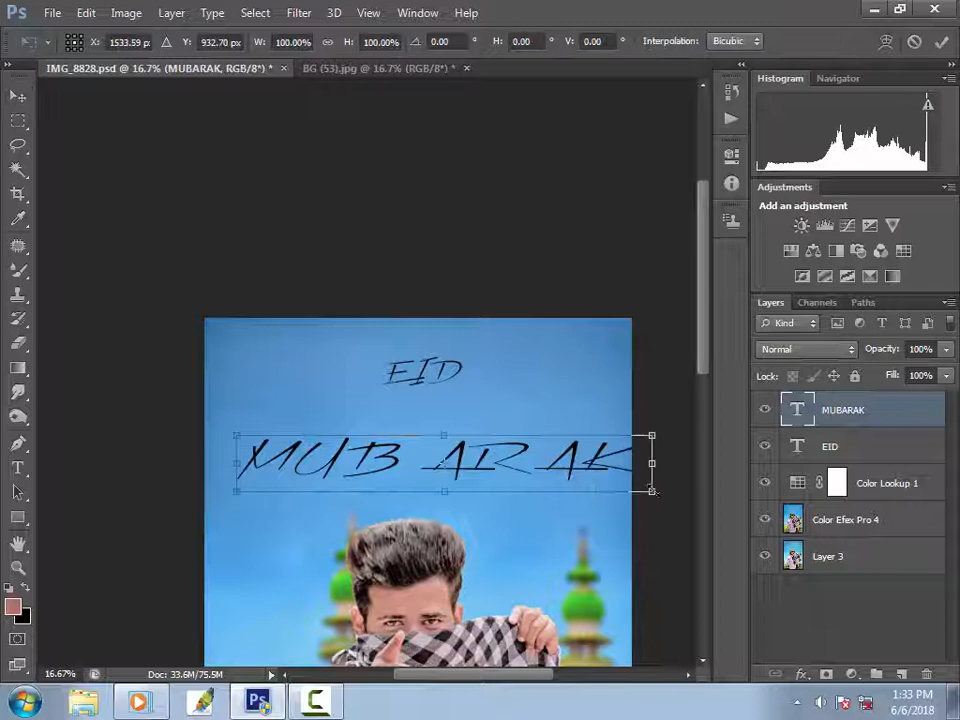 Ps File Edit Image Layer Type Select Filter 3D View Window Help
X: 1533.59 px Y: 932.70 px W: 100.00% H: 100.00% 0.00 ° H: 0.00 ° V: 0.00 ° Interpolation: Bicubic
IMG_8828.psd @ 16.7% (MUBARAK, RGB/8*) * × BG (53).jpg @ 16.7% (RGB/8*) * ×
Histogram Navigator
Adjustments
Add an adjustment
Layers Channels Paths
Kind
Normal Opacity: 100%
Lock: Fill: 100%
T MUBARAK
T EID
Color Lookup 1
Color Efex Pro 4
Layer 3
EID
MUBARAK
16.67% Doc: 33.6M/75.5M
Ps
1:33 PM
6/6/2018